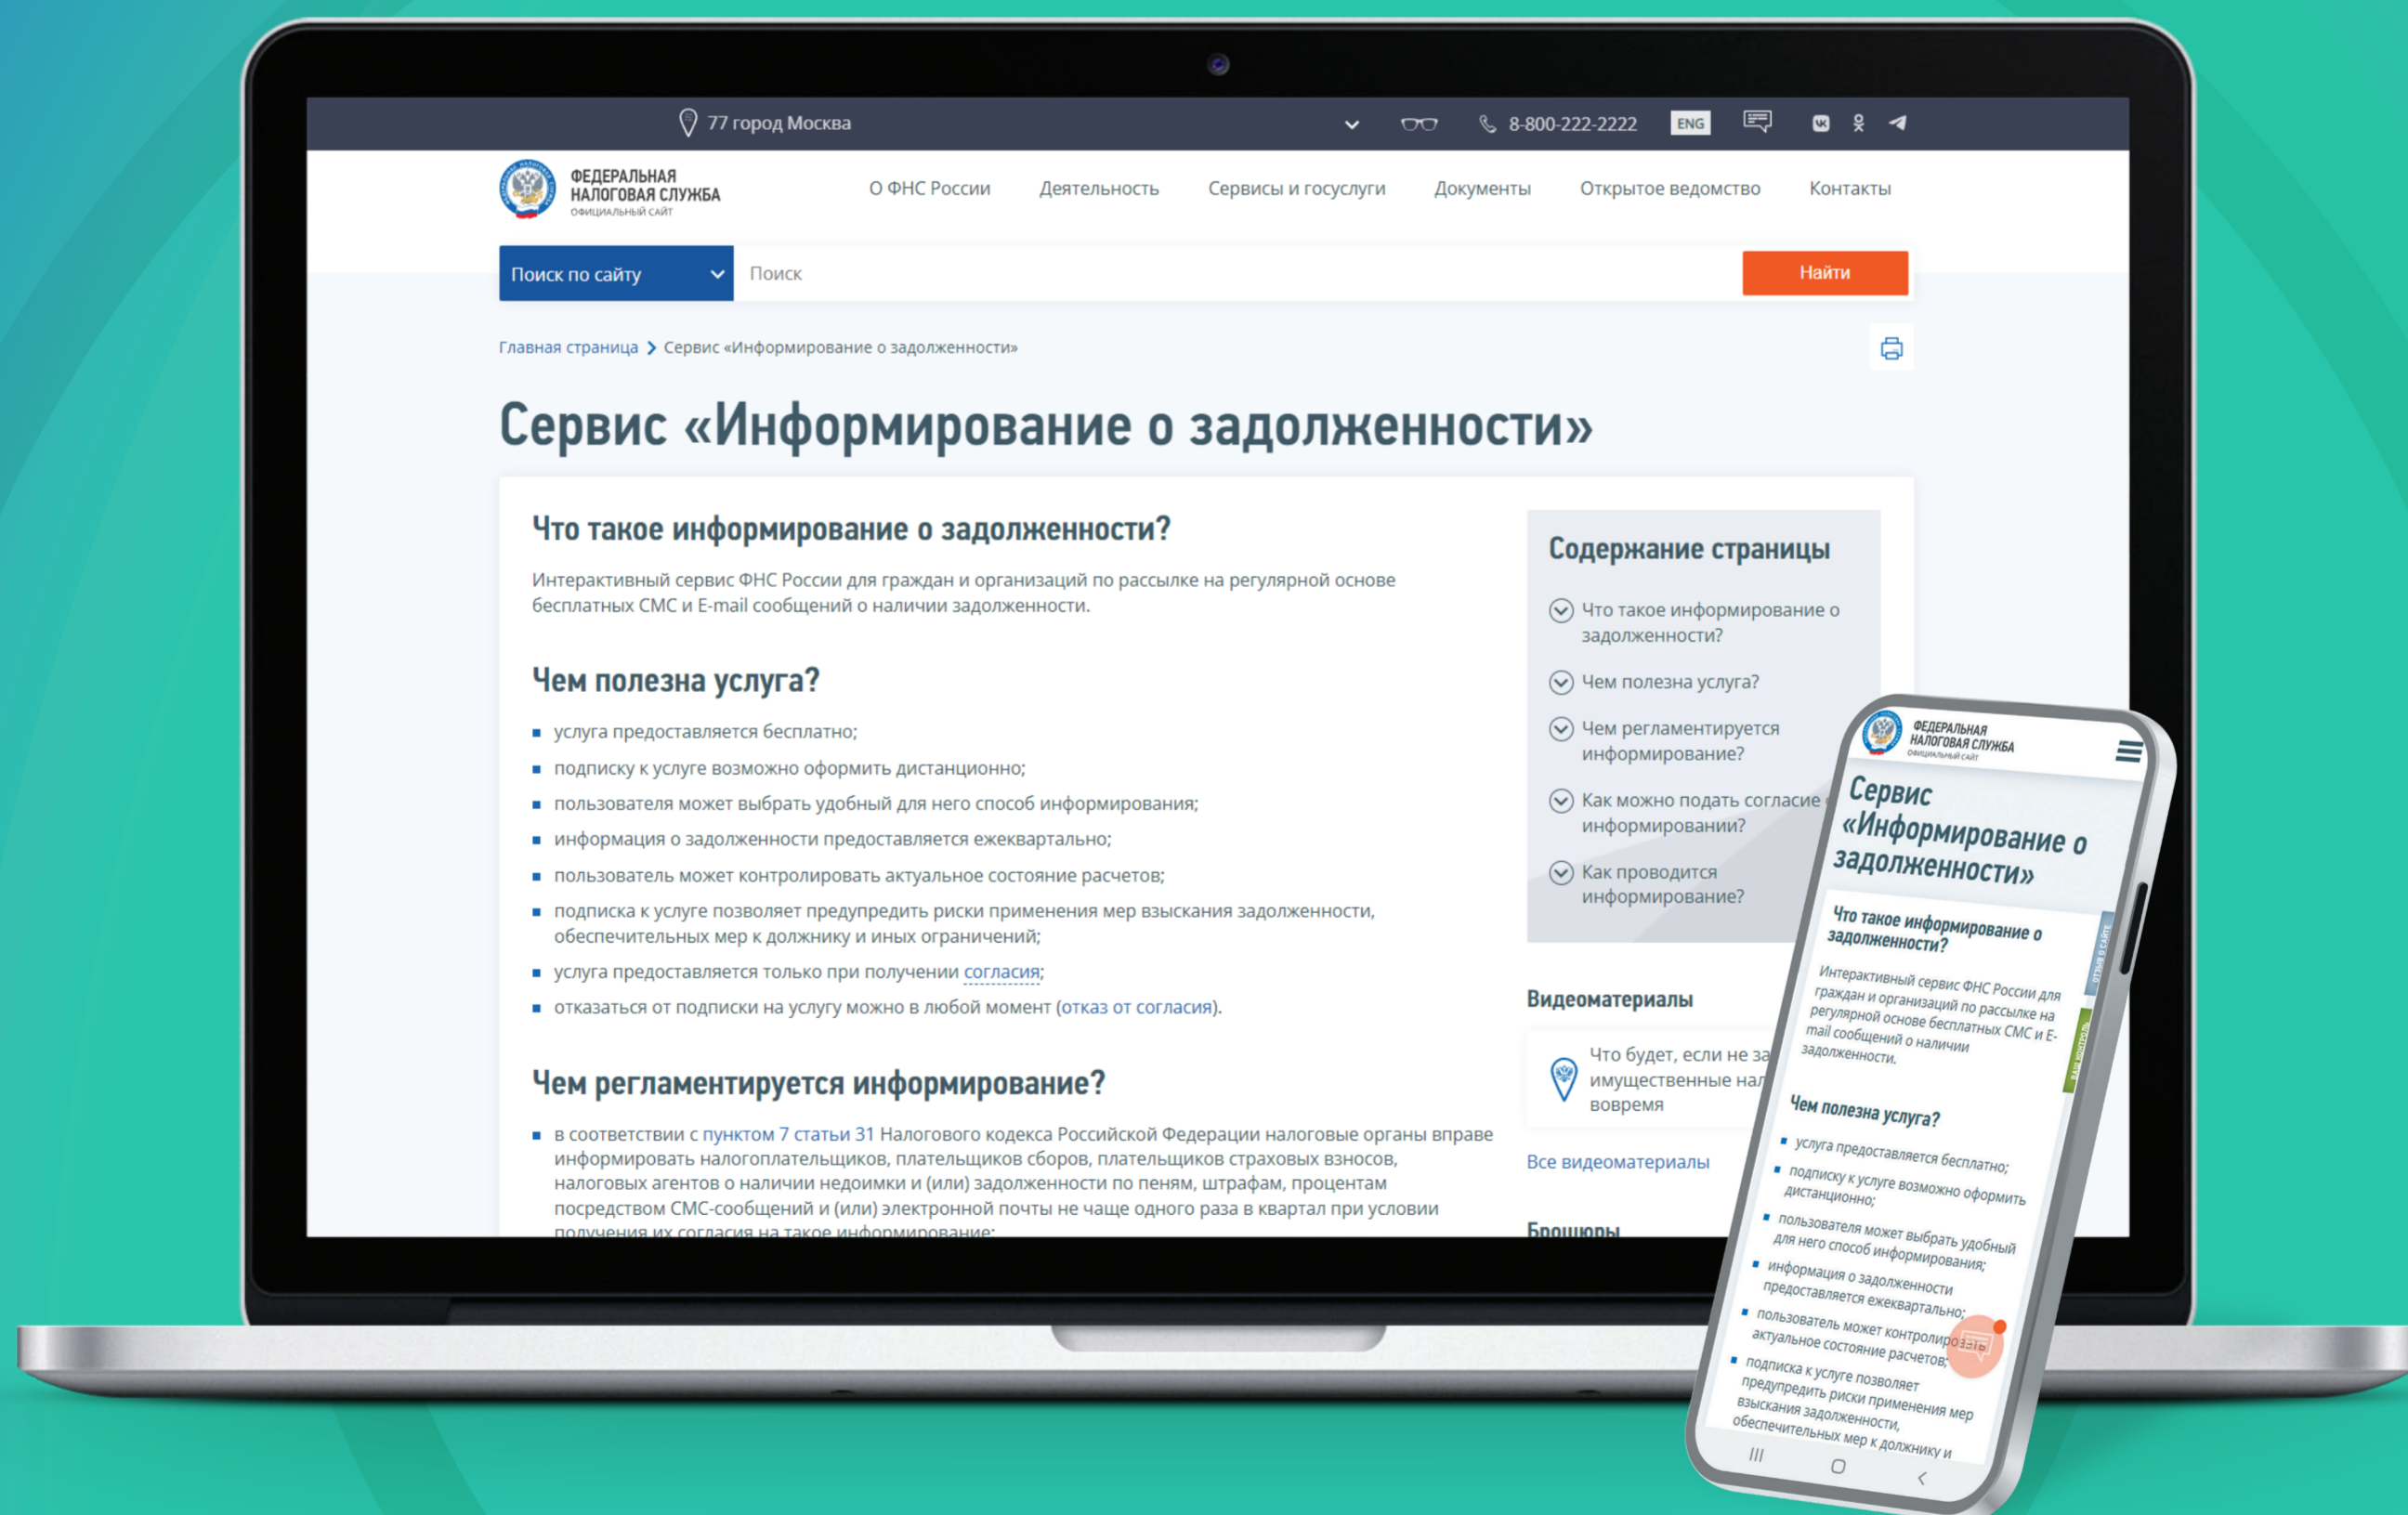 77 город Москва
8-800-222-2222
ENG
ФЕДЕРАЛЬНАЯ
НАЛОГОВАЯ СЛУЖБА
ОФИЦИАЛЬНЫЙ САЙТ
О ФНС России
Деятельность
Сервисы и госуслуги
Документы
Открытое ведомство
Контакты
Поиск по сайту
Поиск
Найти
Главная страница
Сервис «Информирование о задолженности»
Сервис «Информирование о задолженности»
Что такое информирование о задолженности?
Интерактивный сервис ФНС России для граждан и организаций по рассылке на регулярной основе
бесплатных СМС и E-mail сообщений о наличии задолженности.
Чем полезна услуга?
услуга предоставляется бесплатно;
подписку к услуге возможно оформить дистанционно;
пользователя может выбрать удобный для него способ информирования;
информация о задолженности предоставляется ежеквартально;
пользователь может контролировать актуальное состояние расчетов;
подписка к услуге позволяет предупредить риски применения мер взыскания задолженности,
обеспечительных мер к должнику и иных ограничений;
услуга предоставляется только при получении согласия;
отказаться от подписки на услугу можно в любой момент (отказ от согласия).
Чем регламентируется информирование?
в соответствии с пунктом 7 статьи 31 Налогового кодекса Российской Федерации налоговые органы вправе
информировать налогоплательщиков, плательщиков сборов, плательщиков страховых взносов,
налоговых агентов о наличии недоимки и (или) задолженности по пеням, штрафам, процентам
посредством СМС-сообщений и (или) электронной почты не чаще одного раза в квартал при условии
получения их согласия на такое информирование;
Содержание страницы
Что такое информирование о
задолженности?
Чем полезна услуга?
Чем регламентируется
информирование?
Как можно подать согласие
информировании?
Как проводится
информирование?
Видеоматериалы
Что будет, если не за
имущественные нал
вовремя
Все видеоматериалы
Брошюры
ФЕДЕРАЛЬНАЯ
НАЛОГОВАЯ СЛУЖБА
ОФИЦИАЛЬНЫЙ САЙТ
Сервис
«Информирование о
задолженности»
Что такое информирование о
задолженности?
Интерактивный сервис ФНС России для
граждан и организаций по рассылке на
регулярной основе бесплатных СМС и E-
mail сообщений о наличии
задолженности.
ОТЗЫВ О САЙТЕ
ВАШ КОНТРОЛЬ
Чем полезна услуга?
услуга предоставляется бесплатно;
подписку к услуге возможно оформить
дистанционно;
пользователя может выбрать удобный
для него способ информирования;
информация о задолженности
предоставляется ежеквартально;
пользователь может контролировать
актуальное состояние расчетов;
подписка к услуге позволяет
предупредить риски применения мер
взыскания задолженности,
обеспечительных мер к должнику и